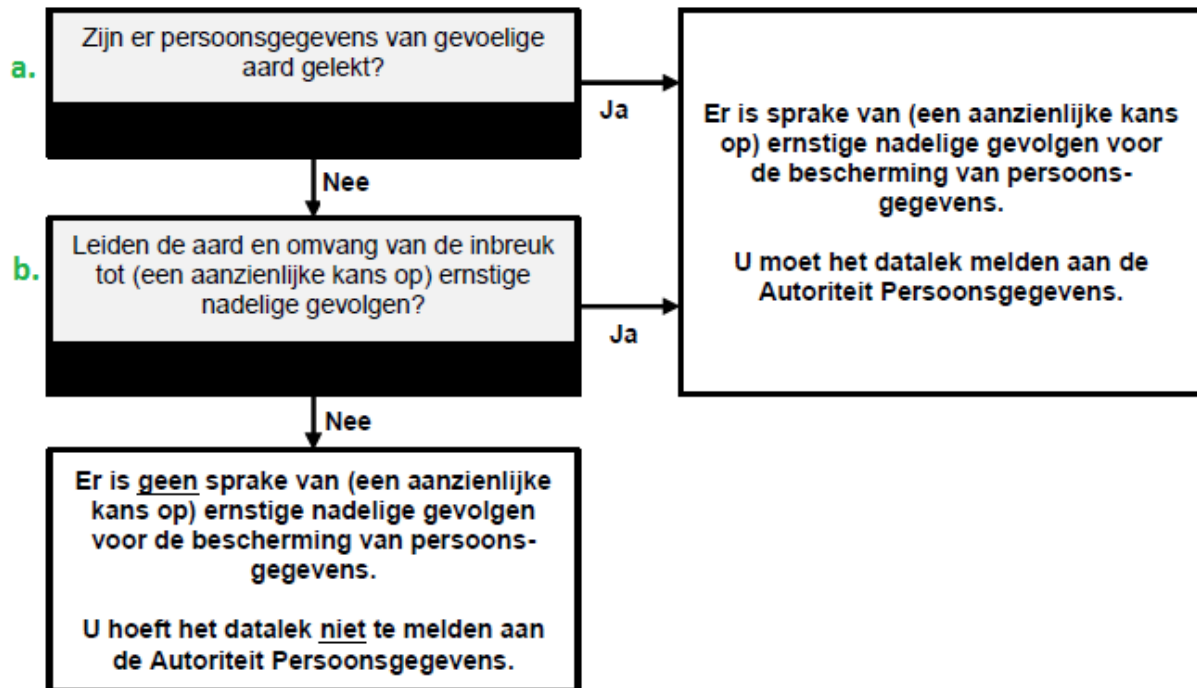 a.
Zijn er persoonsgegevens van gevoelige
aard gelekt?
Ja
Nee
b.
Leiden de aard en omvang van de inbreuk
tot (een aanzienlijke kans op) ernstige
nadelige gevolgen?
Ja
Nee
Er is sprake van (een aanzienlijke kans
op) ernstige nadelige gevolgen voor
de bescherming van persoons-
gegevens.
U moet het datalek melden aan de
Autoriteit Persoonsgegevens.
Er is geen sprake van (een aanzienlijke
kans op) ernstige nadelige gevolgen
voor de bescherming van persoons-
gegevens.
U hoeft het datalek niet te melden aan
de Autoriteit Persoonsgegevens.